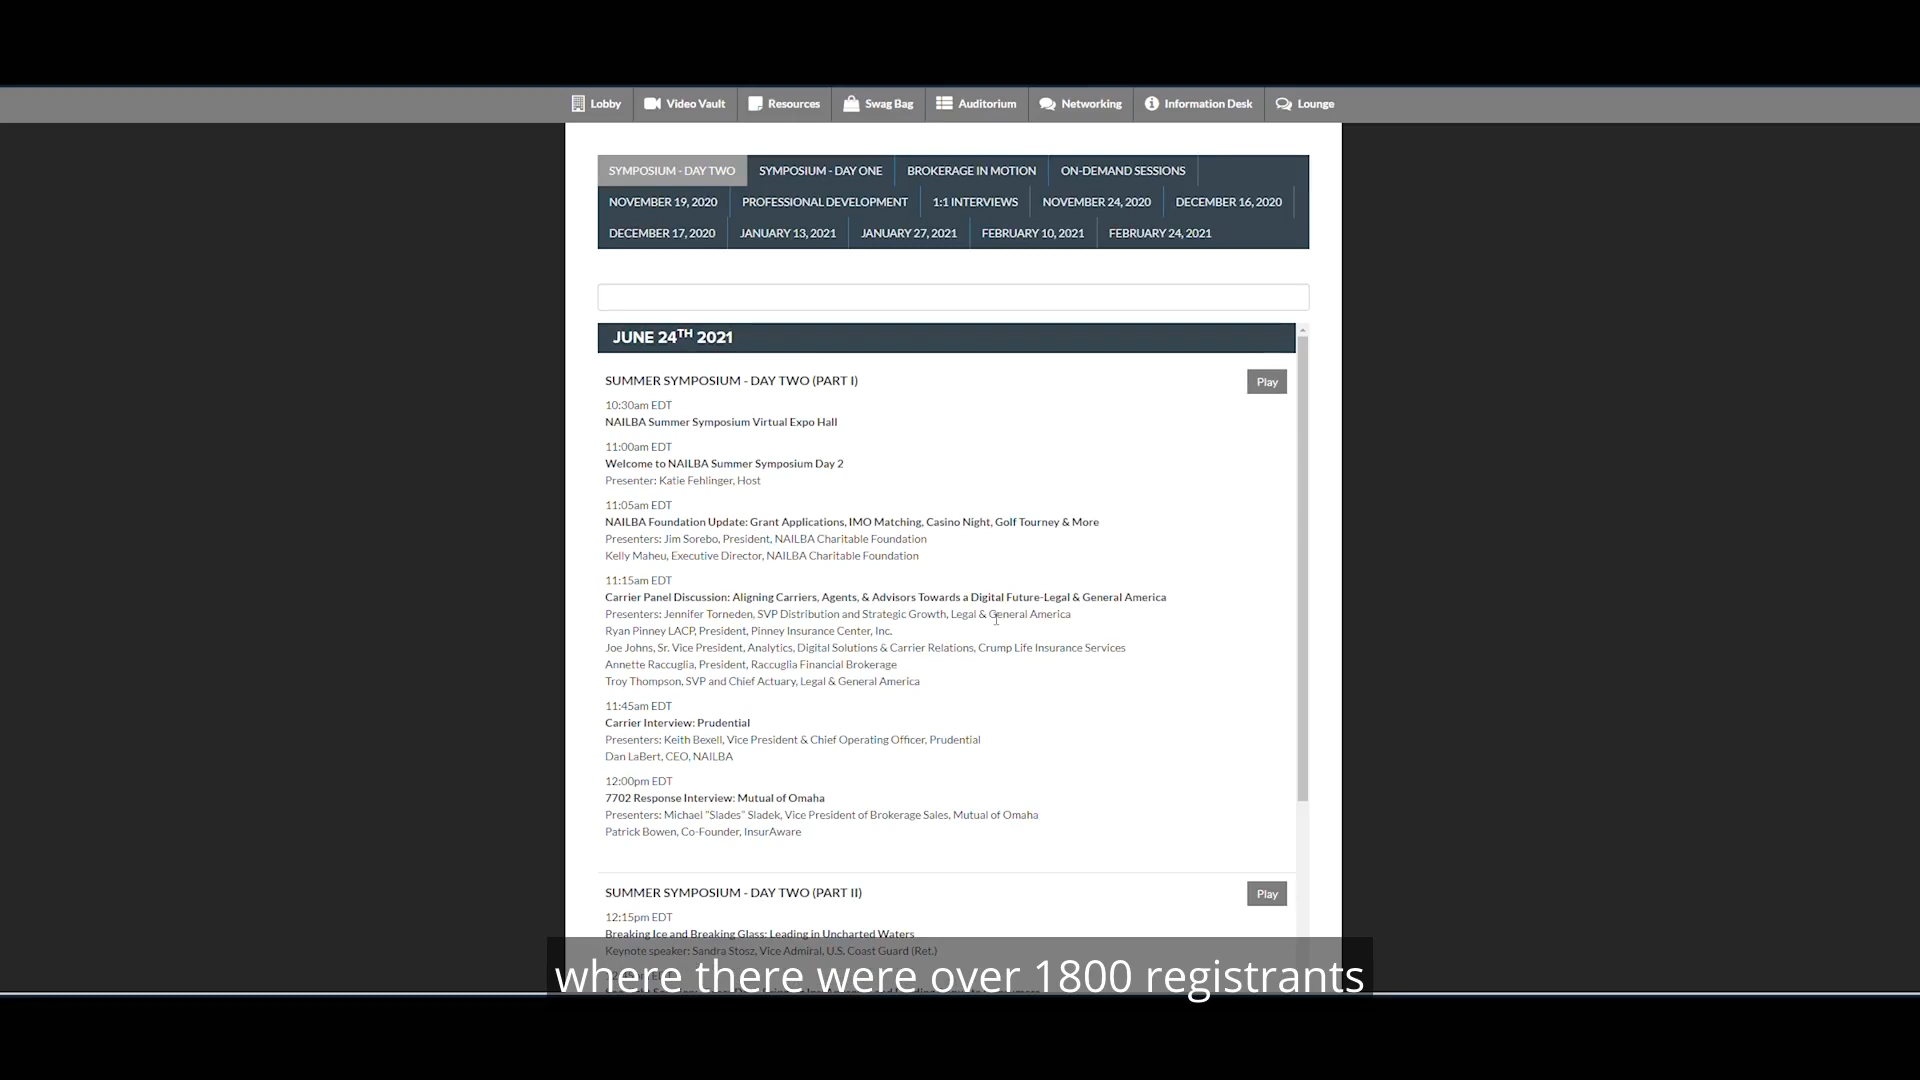 Lobby Video Vault Resources Swag Bag Auditorium Networking Information Desk Lounge
SYMPOSIUM - DAY TWO SYMPOSIUM - DAY ONE BROKERAGE IN MOTION ON-DEMAND SESSIONS
NOVEMBER 19, 2020 PROFESSIONAL DEVELOPMENT 1:1 INTERVIEWS NOVEMBER 24, 2020 DECEMBER 16, 2020
DECEMBER 17, 2020 JANUARY 13, 2021 JANUARY 27, 2021 FEBRUARY 10, 2021 FEBRUARY 24, 2021
JUNE 24TH 2021
SUMMER SYMPOSIUM - DAY TWO (PART I) Play
10:30am EDT
NAILBA Summer Symposium Virtual Expo Hall
11:00am EDT
Welcome to NAILBA Summer Symposium Day 2
Presenter: Katie Fehlinger, Host
11:05am EDT
NAILBA Foundation Update: Grant Applications, IMO Matching, Casino Night, Golf Tourney & More
Presenters: Jim Sorebo, President, NAILBA Charitable Foundation
Kelly Maheu, Executive Director, NAILBA Charitable Foundation
11:15am EDT
Carrier Panel Discussion: Aligning Carriers, Agents, & Advisors Towards a Digital Future-Legal & General America
Presenters: Jennifer Torneden, SVP Distribution and Strategic Growth, Legal & General America
Ryan Pinney LACP, President, Pinney Insurance Center, Inc.
Joe Johns, Sr. Vice President, Analytics, Digital Solutions & Carrier Relations, Crump Life Insurance Services
Annette Raccuglia, President, Raccuglia Financial Brokerage
Troy Thompson, SVP and Chief Actuary, Legal & General America
11:45am EDT
Carrier Interview: Prudential
Presenters: Keith Bexell, Vice President & Chief Operating Officer, Prudential
Dan LaBert, CEO, NAILBA
12:00pm EDT
7702 Response Interview: Mutual of Omaha
Presenters: Michael "Slades" Sladek, Vice President of Brokerage Sales, Mutual of Omaha
Patrick Bowen, Co-Founder, InsurAware
SUMMER SYMPOSIUM - DAY TWO (PART II) Play
12:15pm EDT
Breaking Ice and Breaking Glass: Leading in Uncharted Waters
Keynote speaker: Sandra Stosz, Vice Admiral, U.S. Coast Guard (Ret.)
where there were over 1800 registrants